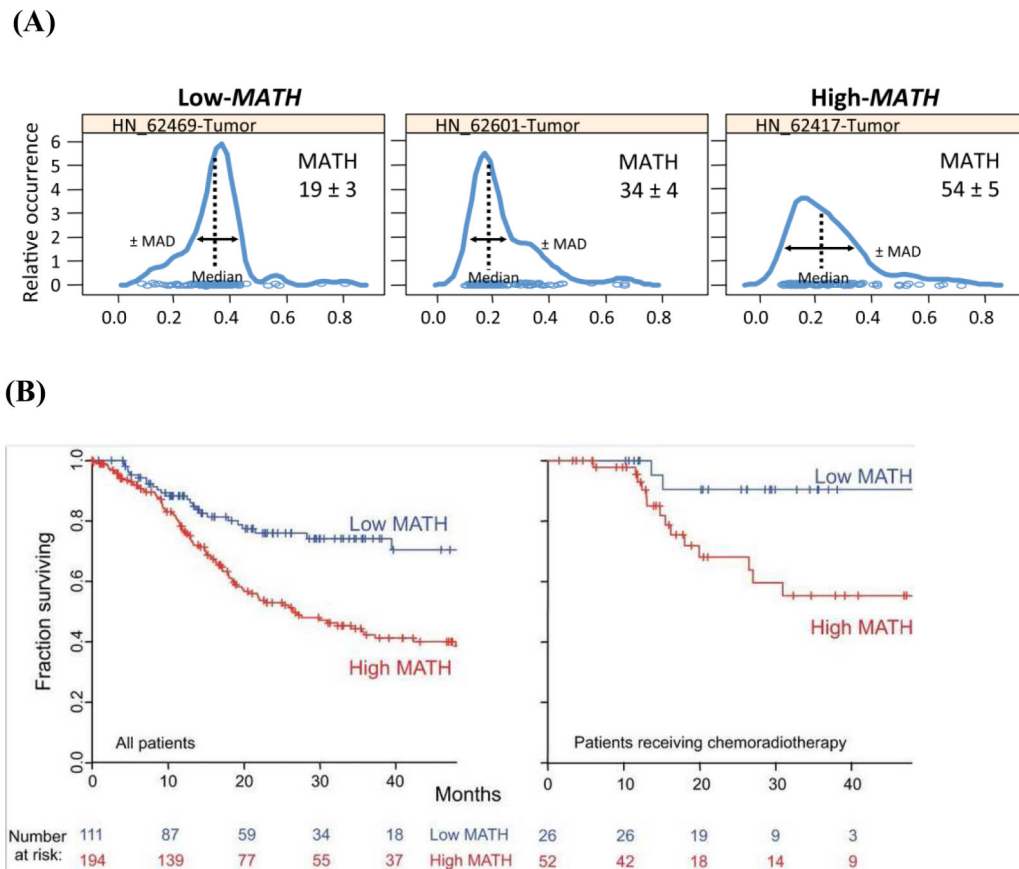 (A)
Low-MATH
High-MATH
HN_62469-Tumor
HN_62601-Tumor
HN_62417-Tumor
Relative occurrence
6
5
4
3
2
1
0
MATH
19 ± 3
± MAD
Median
MATH
34 ± 4
± MAD
Median
MATH
54 ± 5
± MAD
Median
0.0 0.2 0.4 0.6 0.8
0.0 0.2 0.4 0.6 0.8
0.0 0.2 0.4 0.6 0.8
(B)
Fraction surviving
1.0
0.8
0.6
0.4
0.2
0.0
Low MATH
High MATH
All patients
Low MATH
High MATH
Patients receiving chemoradiotherapy
0 10 20 30 40
Months
0 10 20 30 40
Number at risk:
111 87 59 34 18 Low MATH 26 26 19 9 3
194 139 77 55 37 High MATH 52 42 18 14 9